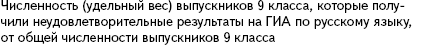 Численность (удельный вес) выпускников 9 класса, которые полу-
чили неудовлетворительные результаты на ГИА по русскому языку,
от общей численности выпускников 9 класса